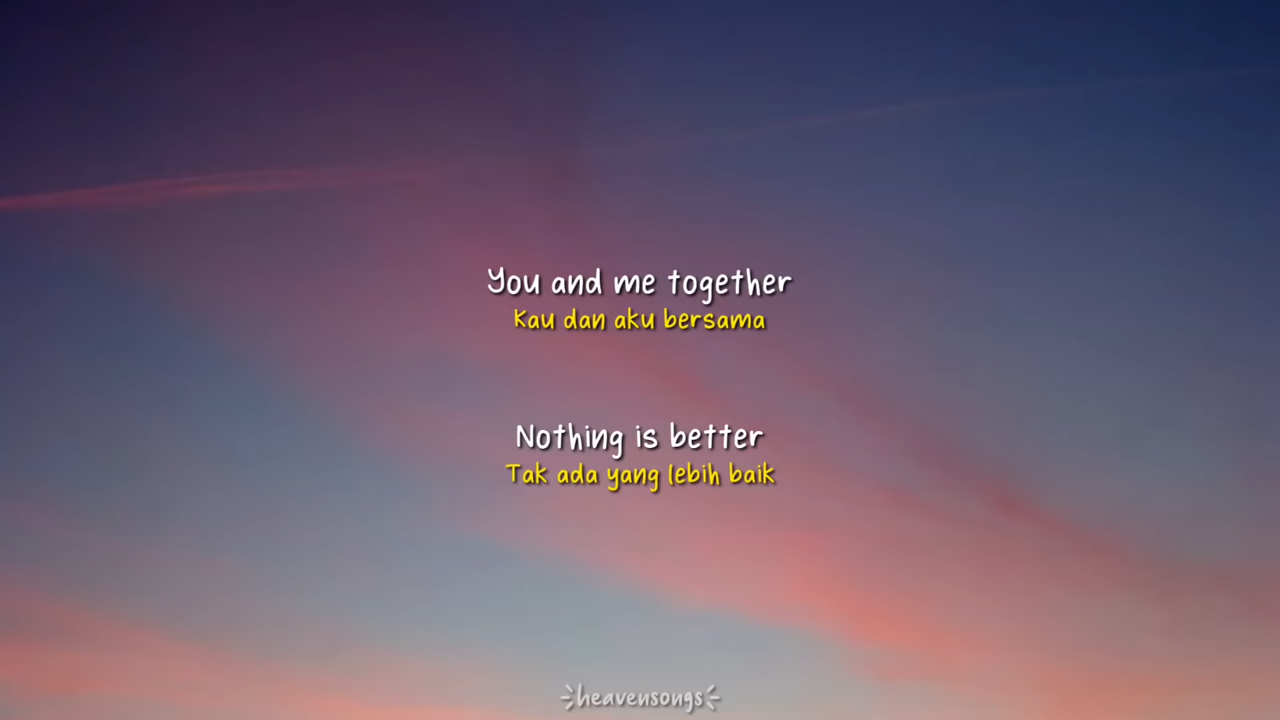 You and me together
Kau dan aku bersama
Nothing is better
Tak ada yang lebih baik
heavensongs